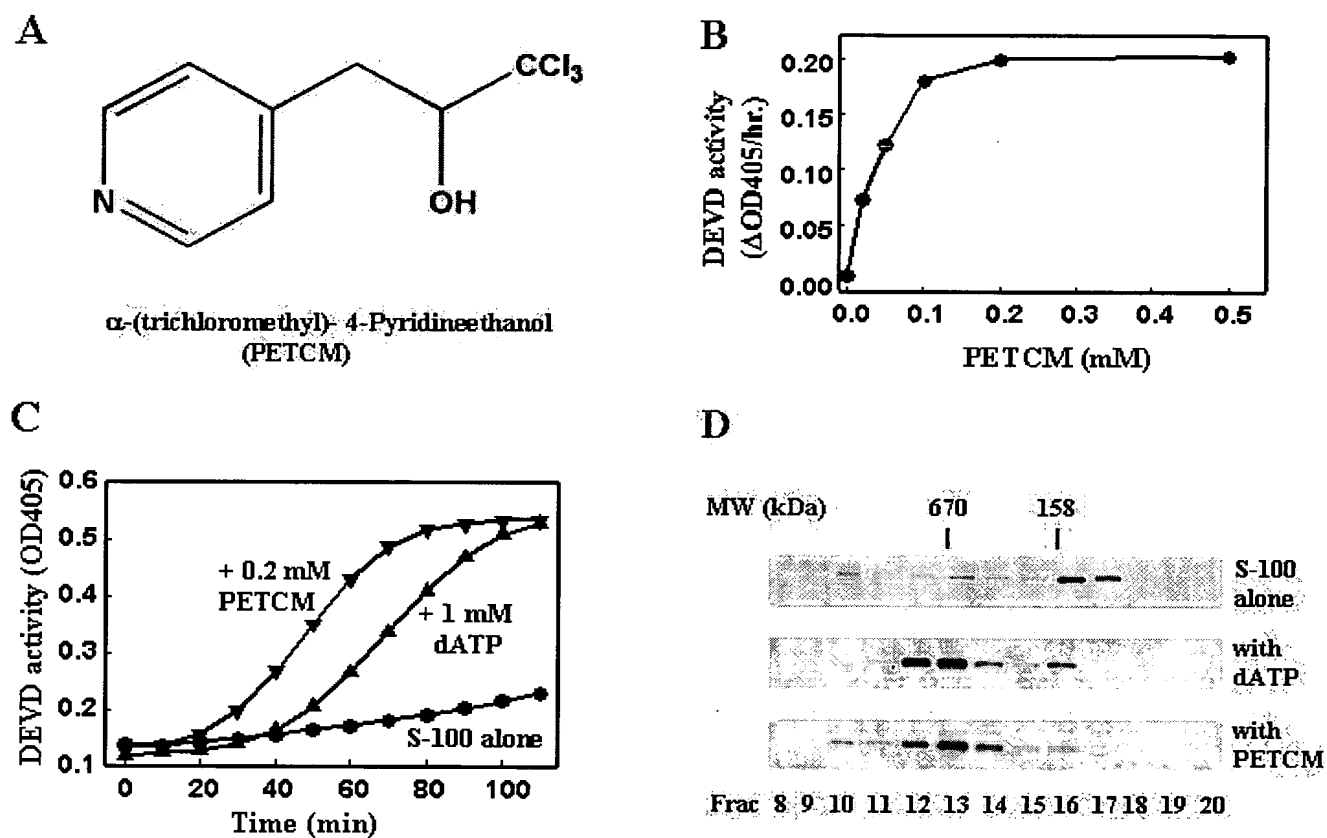 A
CCl3
N
OH
α-(trichloromethyl)- 4-Pyridineethanol
(PETCM)
B
DEVD activity
(ΔOD405/hr.)
0.20
0.15
0.10
0.05
0.00
0.0 0.1 0.2 0.3 0.4 0.5
PETCM (mM)
C
DEVD activity (OD405)
0.6
0.5
0.4
0.3
0.2
0.1
+ 0.2 mM
PETCM
+ 1 mM
dATP
S-100 alone
0 20 40 60 80 100
Time (min)
D
MW (kDa) 670 158
S-100
alone
with
dATP
with
PETCM
Frac 8 9 10 11 12 13 14 15 16 17 18 19 20